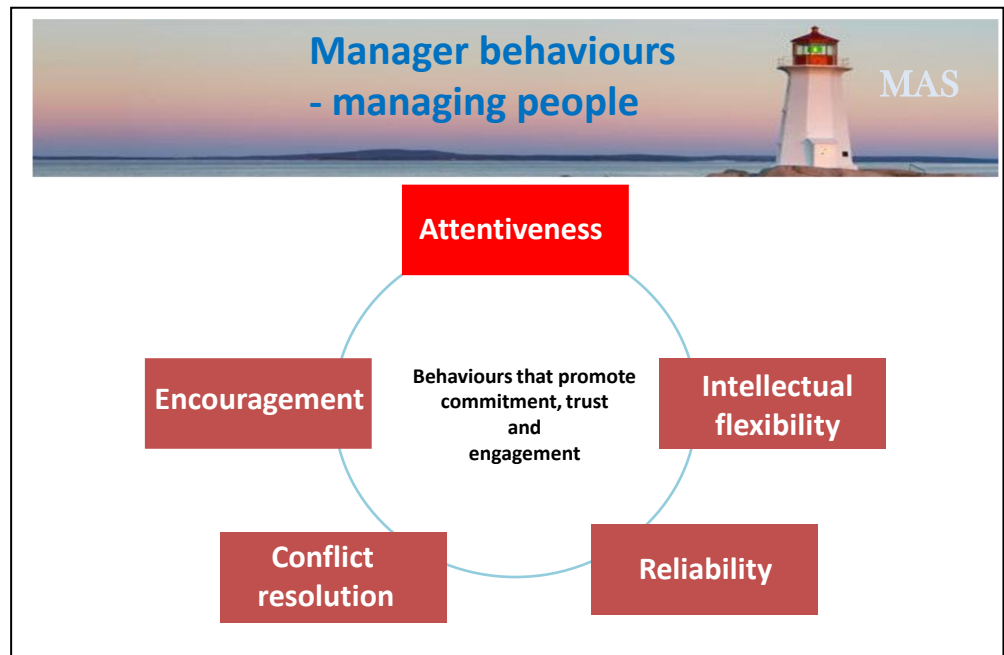 Manager behaviours
- managing people
MAS
Attentiveness
Encouragement
Behaviours that promote
commitment, trust
and
engagement
Intellectual
flexibility
Conflict
resolution
Reliability